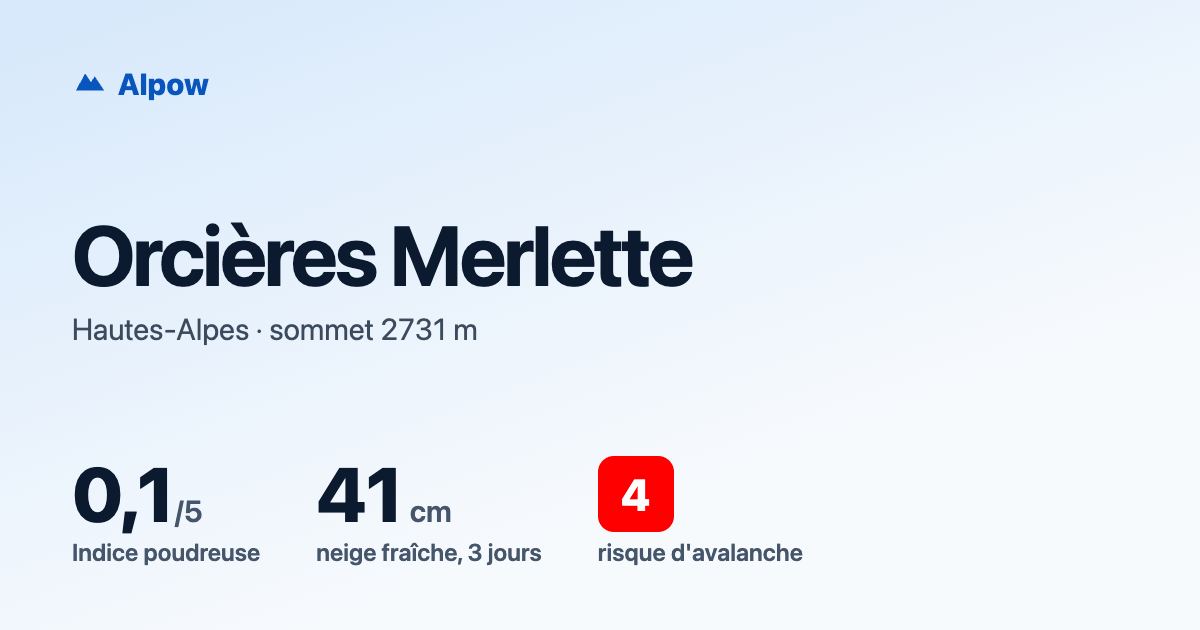 Alpow
Orcières Merlette
Hautes-Alpes · sommet 2731 m
0,1/5
Indice poudreuse
41 cm
neige fraîche, 3 jours
4
risque d'avalanche